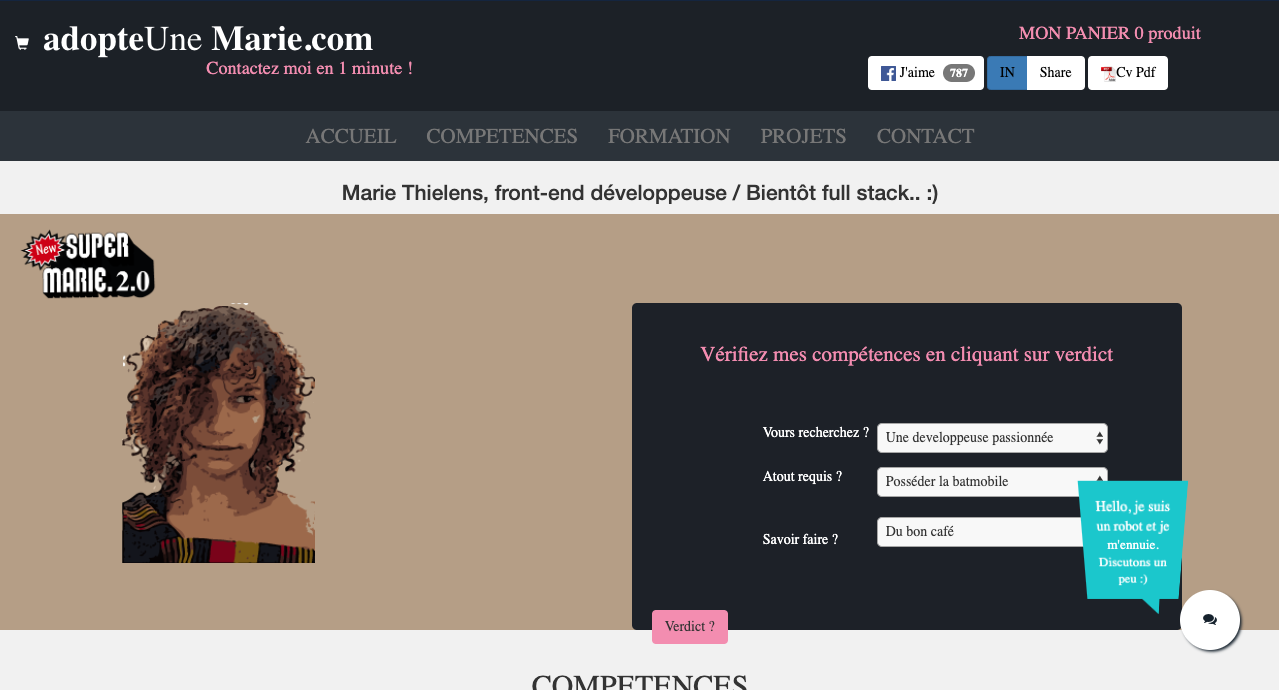 adopteUne Marie.com
Contactez moi en 1 minute !
MON PANIER 0 produit
J'aime 787
IN
Share
Cv Pdf
ACCUEIL COMPETENCES FORMATION PROJETS CONTACT
Marie Thielens, front-end développeuse / Bientôt full stack.. :)
New SUPER
MARIE.2.0
Vérifiez mes compétences en cliquant sur verdict
Vours recherchez ? Une developpeuse passionnée
Atout requis ? Posséder la batmobile
Savoir faire ? Du bon café
Hello, je suis
un robot et je
m'ennuie.
Discutons un
peu :)
Verdict ?
COMPETENCES